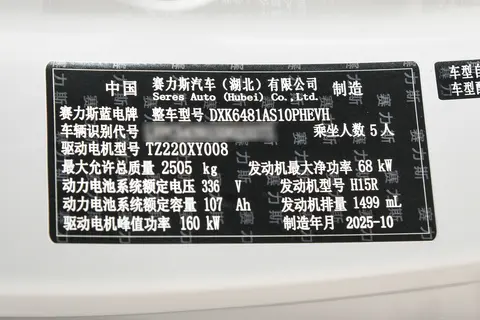 中国 赛力斯汽车（湖北）有限公司 制造
Seres Auto (Hubei) Co.,Ltd.
赛力斯蓝电牌 整车型号 DXK6481AS10PHEVH
车辆识别代号 乘坐人数 5 人
驱动电机型号 TZ220XY008
最大允许总质量 2505 kg 发动机最大净功率 68 kW
动力电池系统额定电压 336 V 发动机型号 H15R
动力电池系统额定容量 107 Ah 发动机排量 1499 mL
驱动电机峰值功率 160 kW 制造年月 2025-10
车型自
配